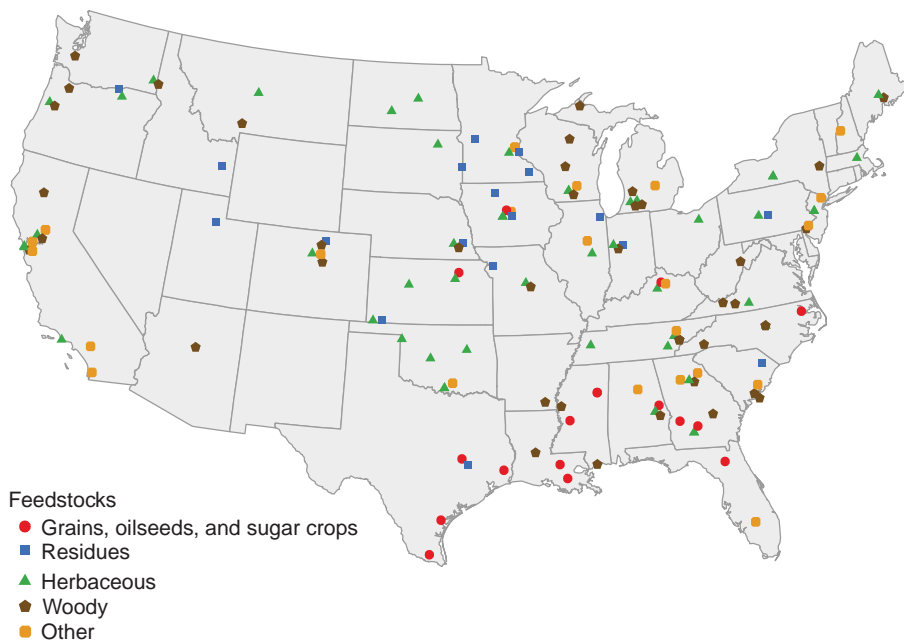 Feedstocks
Grains, oilseeds, and sugar crops
Residues
Herbaceous
Woody
Other